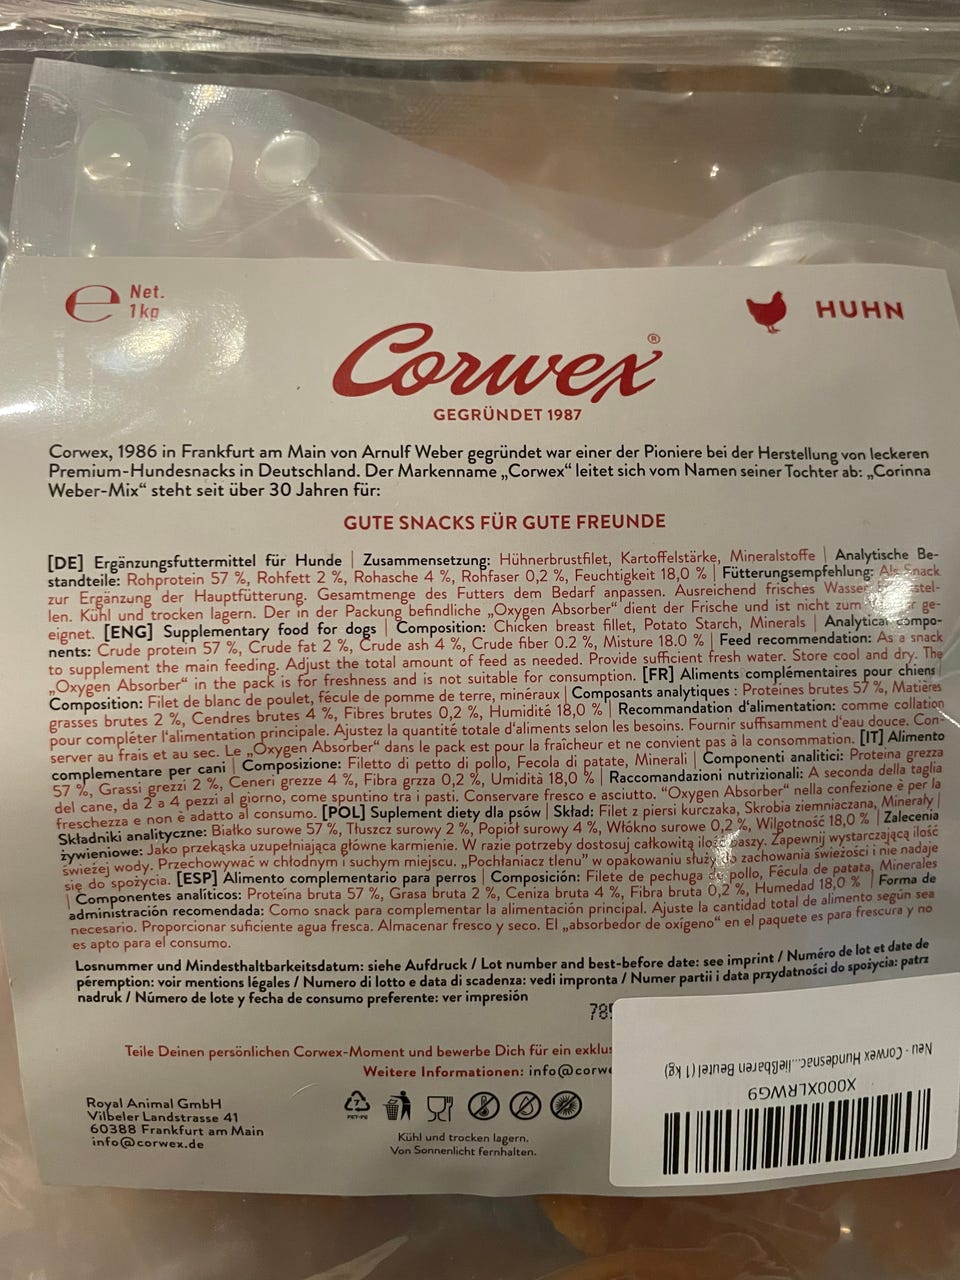 Net.
1 kg
HUHN
Corwex®
GEGRÜNDET 1987
Corwex, 1986 in Frankfurt am Main von Arnulf Weber gegründet war einer der Pioniere bei der Herstellung von leckeren
Premium-Hundesnacks in Deutschland. Der Markenname „Corwex“ leitet sich vom Namen seiner Tochter ab: „Corinna
Weber-Mix“ steht seit über 30 Jahren für:
GUTE SNACKS FÜR GUTE FREUNDE
[DE] Ergänzungsfuttermittel für Hunde | Zusammensetzung: Hühnerbrustfilet, Kartoffelstärke, Mineralstoffe | Analytische Be-
standteile: Rohprotein 57 %, Rohfett 2 %, Rohasche 4 %, Rohfaser 0,2 %, Feuchtigkeit 18,0 % | Fütterungsempfehlung: Als Snack
zur Ergänzung der Hauptfütterung. Gesamtmenge des Futters dem Bedarf anpassen. Ausreichend frisches Wasser
len. Kühl und trocken lagern. Der in der Packung befindliche „Oxygen Absorber“ dient der Frische und ist nicht zum ge-
eignet. [ENG] Supplementary food for dogs | Composition: Chicken breast fillet, Potato Starch, Minerals | Analytical compo-
nents: Crude protein 57 %, Crude fat 2 %, Crude ash 4 %, Crude fiber 0.2 %, Misture 18.0 % | Feed recommendation: As a snack
to supplement the main feeding. Adjust the total amount of feed as needed. Provide sufficient fresh water. Store cool and dry. The
„Oxygen Absorber“ in the pack is for freshness and is not suitable for consumption. [FR] Aliments complémentaires pour chiens |
Composition: Filet de blanc de poulet, fécule de pomme de terre, minéraux | Composants analytiques : Protéines brutes 57 %, Matières
grasses brutes 2 %, Cendres brutes 4 %, Fibres brutes 0,2 %, Humidité 18,0 % | Recommandation d‘alimentation: comme collation
pour compléter l‘alimentation principale. Ajustez la quantité totale d‘aliments selon les besoins. Fournir suffisamment d‘eau douce. Con-
server au frais et au sec. Le „Oxygen Absorber“ dans le pack est pour la fraîcheur et ne convient pas à la consommation. [IT] Alimento
complementare per cani | Composizione: Filetto di petto di pollo, Fecola di patate, Minerali | Componenti analitici: Proteina grezza
57 %, Grassi grezzi 2 %, Ceneri grezze 4 %, Fibra grzza 0,2 %, Umidità 18,0 % | Raccomandazioni nutrizionali: A seconda della taglia
del cane, da 2 a 4 pezzi al giorno, come spuntino tra i pasti. Conservare fresco e asciutto. “Oxygen Absorber“ nella confezione è per la
freschezza e non è adatto al consumo. [POL] Suplement diety dla psów | Skład: Filet z piersi kurczaka, Skrobia ziemniaczana, Minerały |
Składniki analityczne: Białko surowe 57 %, Tłuszcz surowy 2 %, Popiół surowy 4 %, Włókno surowe 0,2 %, Wilgotność 18,0 % | Zalecenia
żywieniowe: Jako przekąska uzupełniająca główne karmienie. W razie potrzeby dostosuj całkowitą ilość paszy. Zapewnij wystarczającą ilość
świeżej wody. Przechowywać w chłodnym i suchym miejscu. „Pochłaniacz tlenu” w opakowaniu służy do zachowania świeżości i nie nadaje
się do spożycia. [ESP] Alimento complementario para perros | Composición: Filete de pechuga de pollo, Fécula de patata, Minerales
| Componentes analíticos: Proteína bruta 57 %, Grasa bruta 2 %, Ceniza bruta 4 %, Fibra bruta 0,2 %, Humedad 18,0 % | Forma de
administración recomendada: Como snack para complementar la alimentación principal. Ajuste la cantidad total de alimento según sea
necesario. Proporcionar suficiente agua fresca. Almacenar fresco y seco. El „absorbedor de oxígeno“ en el paquete es para frescura y no
es apto para el consumo.
Losnummer und Mindesthaltbarkeitsdatum: siehe Aufdruck / Lot number and best-before date: see imprint / Numéro de lot et date de
péremption: voir mentions légales / Numero di lotto e data di scadenza: vedi impronta / Numer partii i data przydatności do spożycia: patrz
nadruk / Número de lote y fecha de consumo preferente: ver impresión
785
Teile Deinen persönlichen Corwex-Moment und bewerbe Dich für ein exklus
Weitere Informationen: info@corwe
Royal Animal GmbH
Vilbeler Landstrasse 41
60388 Frankfurt am Main
info@corwex.de
7
PET-PE
Kühl und trocken lagern.
Von Sonnenlicht fernhalten.
X000XLRWG9
Neu - Corwex Hundesnac...ließbaren Beutel (1 kg)